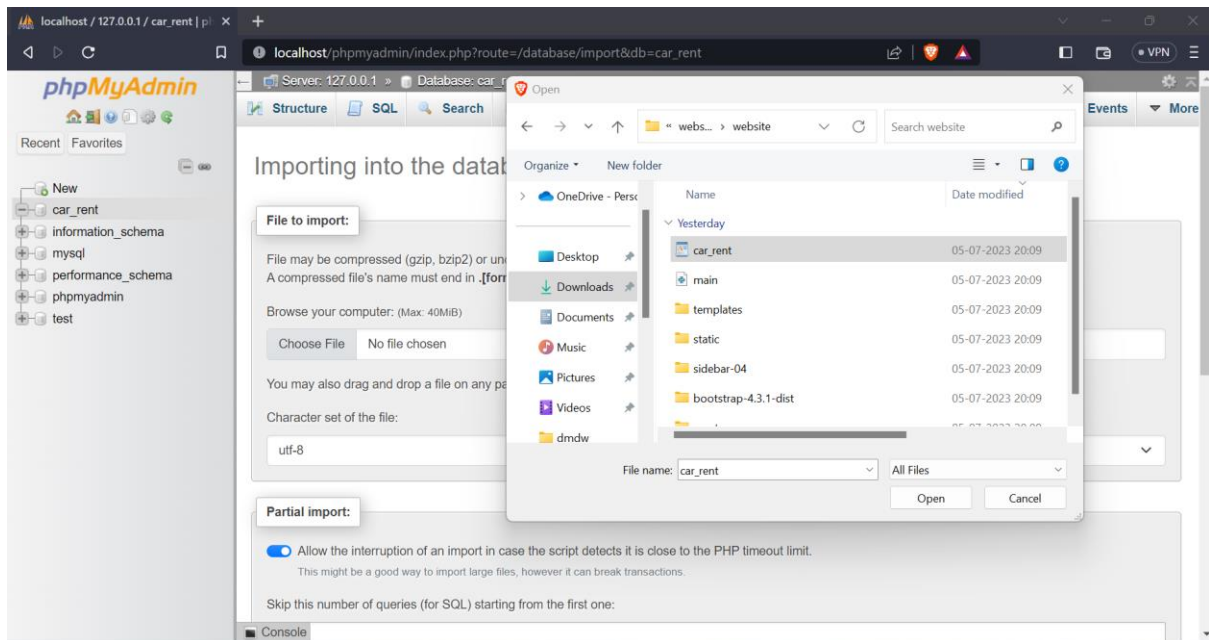 localhost / 127.0.0.1 / car_rent | ph
localhost/phpmyadmin/index.php?route=/database/import&db=car_rent
VPN
phpMyAdmin
Recent Favorites
New
car_rent
information_schema
mysql
performance_schema
phpmyadmin
test
Server: 127.0.0.1 » Database: car_r
Structure SQL Search
Events More
Importing into the datab
File to import:
File may be compressed (gzip, bzip2) or un
A compressed file's name must end in .[for
Browse your computer: (Max: 40MiB)
Choose File No file chosen
You may also drag and drop a file on any pa
Character set of the file:
utf-8
Partial import:
Allow the interruption of an import in case the script detects it is close to the PHP timeout limit.
This might be a good way to import large files, however it can break transactions.
Skip this number of queries (for SQL) starting from the first one:
Console
Open
« webs... › website
Search website
Organize New folder
OneDrive - Perso
Desktop
Downloads
Documents
Music
Pictures
Videos
dmdw
Name Date modified
Yesterday
car_rent 05-07-2023 20:09
main 05-07-2023 20:09
templates 05-07-2023 20:09
static 05-07-2023 20:09
sidebar-04 05-07-2023 20:09
bootstrap-4.3.1-dist 05-07-2023 20:09
File name: car_rent All Files
Open Cancel